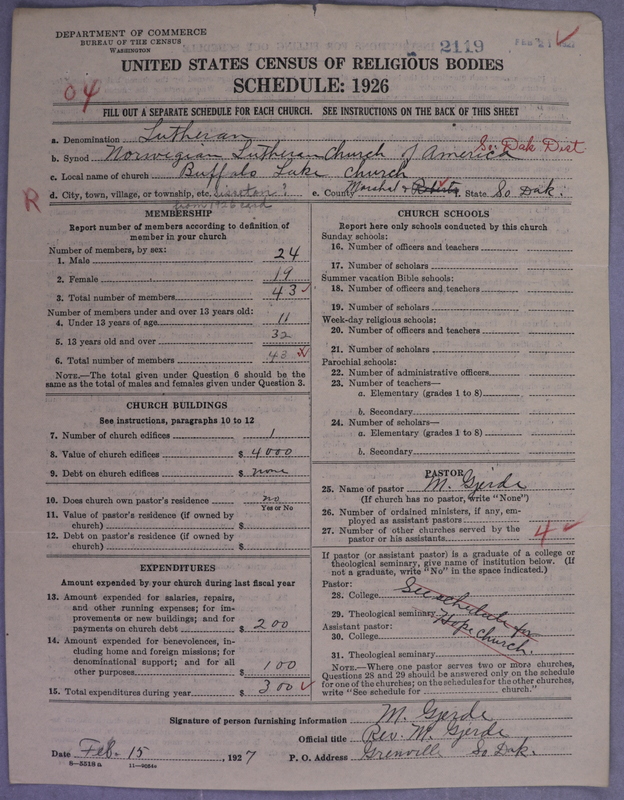 DEPARTMENT OF COMMERCE
BUREAU OF THE CENSUS
WASHINGTON
2119
UNITED STATES CENSUS OF RELIGIOUS BODIES
SCHEDULE: 1926
04
FILL OUT A SEPARATE SCHEDULE FOR EACH CHURCH. SEE INSTRUCTIONS ON THE BACK OF THIS SHEET
a. Denomination Lutheran
b. Synod Norwegian Lutheran Church of America So. Dak Dist
c. Local name of church Buffalo Lake Church
d. City, town, village, or township, etc. Sisseton? e. County Marshal & Roberts State So Dak.
R from 1926 card
MEMBERSHIP
Report number of members according to definition of
member in your church
Number of members, by sex:
1. Male 24
2. Female 19
3. Total number of members 43
Number of members under and over 13 years old:
4. Under 13 years of age 11
5. 13 years old and over 32
6. Total number of members 43
NOTE.—The total given under Question 6 should be
same as the total of males and females given under Question 3.
CHURCH BUILDINGS
See instructions, paragraphs 10 to 12
7. Number of church edifices 1
8. Value of church edifices $ 4000
9. Debt on church edifices $ none
10. Does church own pastor's residence no
Yes or No
11. Value of pastor's residence (if owned by
church) $
12. Debt on pastor's residence (if owned by
church) $
EXPENDITURES
Amount expended by your church during last fiscal year
13. Amount expended for salaries, repairs,
and other running expenses; for im-
provements or new buildings; and for
payments on church debt $ 200
14. Amount expended for benevolences, in-
cluding home and foreign missions; for
denominational support; and for all
other purposes $ 100
15. Total expenditures during year $ 300
CHURCH SCHOOLS
Report here only schools conducted by this church
Sunday schools:
16. Number of officers and teachers
17. Number of scholars
Summer vacation Bible schools:
18. Number of officers and teachers
19. Number of scholars
Week-day religious schools:
20. Number of officers and teachers
21. Number of scholars
Parochial schools:
22. Number of administrative officers
23. Number of teachers—
a. Elementary (grades 1 to 8)
b. Secondary
24. Number of scholars—
a. Elementary (grades 1 to 8)
b. Secondary
PASTOR
25. Name of pastor M. Gjerde
(If church has no pastor, write "None")
26. Number of ordained ministers, if any, em-
ployed as assistant pastors
27. Number of other churches served by the
pastor or his assistants 4
If pastor (or assistant pastor) is a graduate of a college or
theological seminary, give name of institution below. (If
not a graduate, write "No" in the space indicated.)
Pastor:
28. College See schedule for
29. Theological seminary Hope church.
Assistant pastor:
30. College
31. Theological seminary
NOTE.—Where one pastor serves two or more churches,
Questions 28 and 29 should be answered only on the schedule
for one of the churches; on the schedules for the other churches,
write "See schedule for church."
Signature of person furnishing information M. Gjerde
Official title Rev. M. Gjerde
Date Feb. 15, 1927 P. O. Address Grenville So Dak.
8—5518a 11—9064a